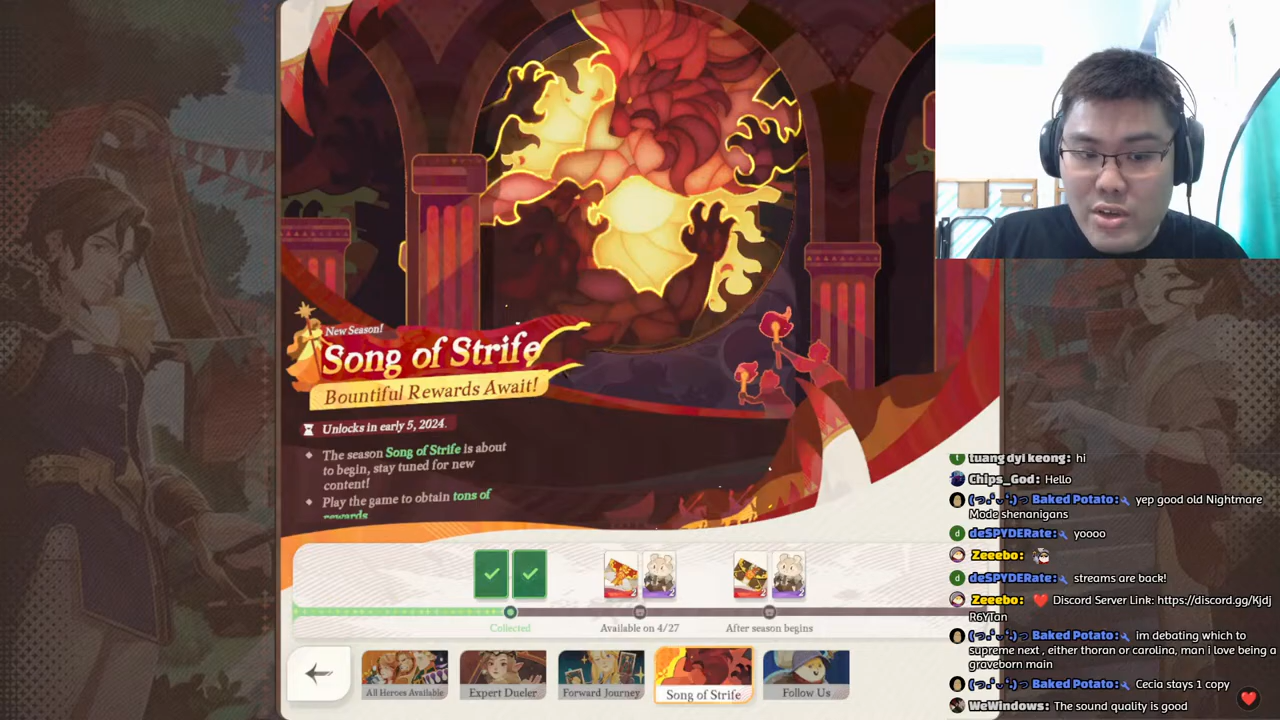 New Season!
Song of Strife
Bountiful Rewards Await!
Unlocks in early 5, 2024.
The season Song of Strife is about
to begin, stay tuned for new
content!
Play the game to obtain tons of
rewards
2
2
2
2
Collected
Available on 4/27
After season begins
All Heroes Available
Expert Dueler
Forward Journey
Song of Strife
Follow Us
t tuang dyi keong: hi
Chips_God: Hello
Baked Potato: yep good old Nightmare
Mode shenanigans
d deSPYDERate: yoooo
Zeeebo:
d deSPYDERate: streams are back!
Zeeebo: ❤️ Discord Server Link: https://discord.gg/Kjdj
R6YTan
Baked Potato: im debating which to
supreme next , either thoran or carolina, man i love being a
graveborn main
Baked Potato: Cecia stays 1 copy
WeWindows: The sound quality is good